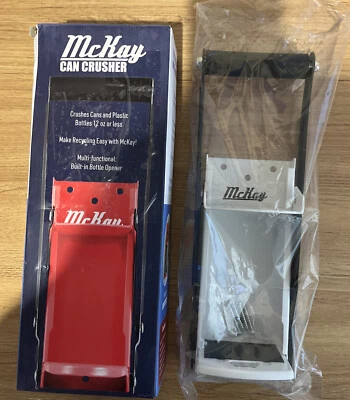 McKay
CAN CRUSHER
Crushes Cans and Plastic
Bottles 12 oz or less.
Make Recycling Easy with McKay!
Multi-functional,
Built-in Bottle Opener
McKay
McKay